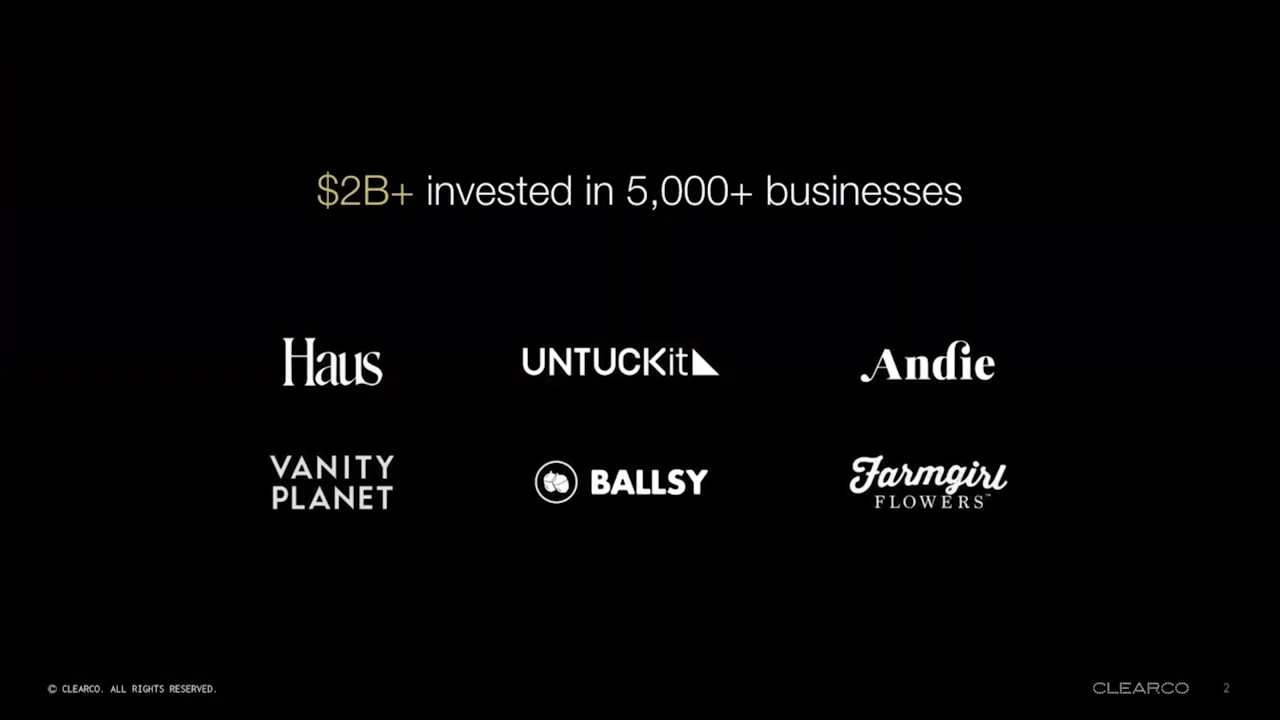 $2B+ invested in 5,000+ businesses
Haus
UNTUCKit
Andie
VANITY
PLANET
BALLSY
Farmgirl
FLOWERS™
© CLEARCO. ALL RIGHTS RESERVED.
CLEARCO
2